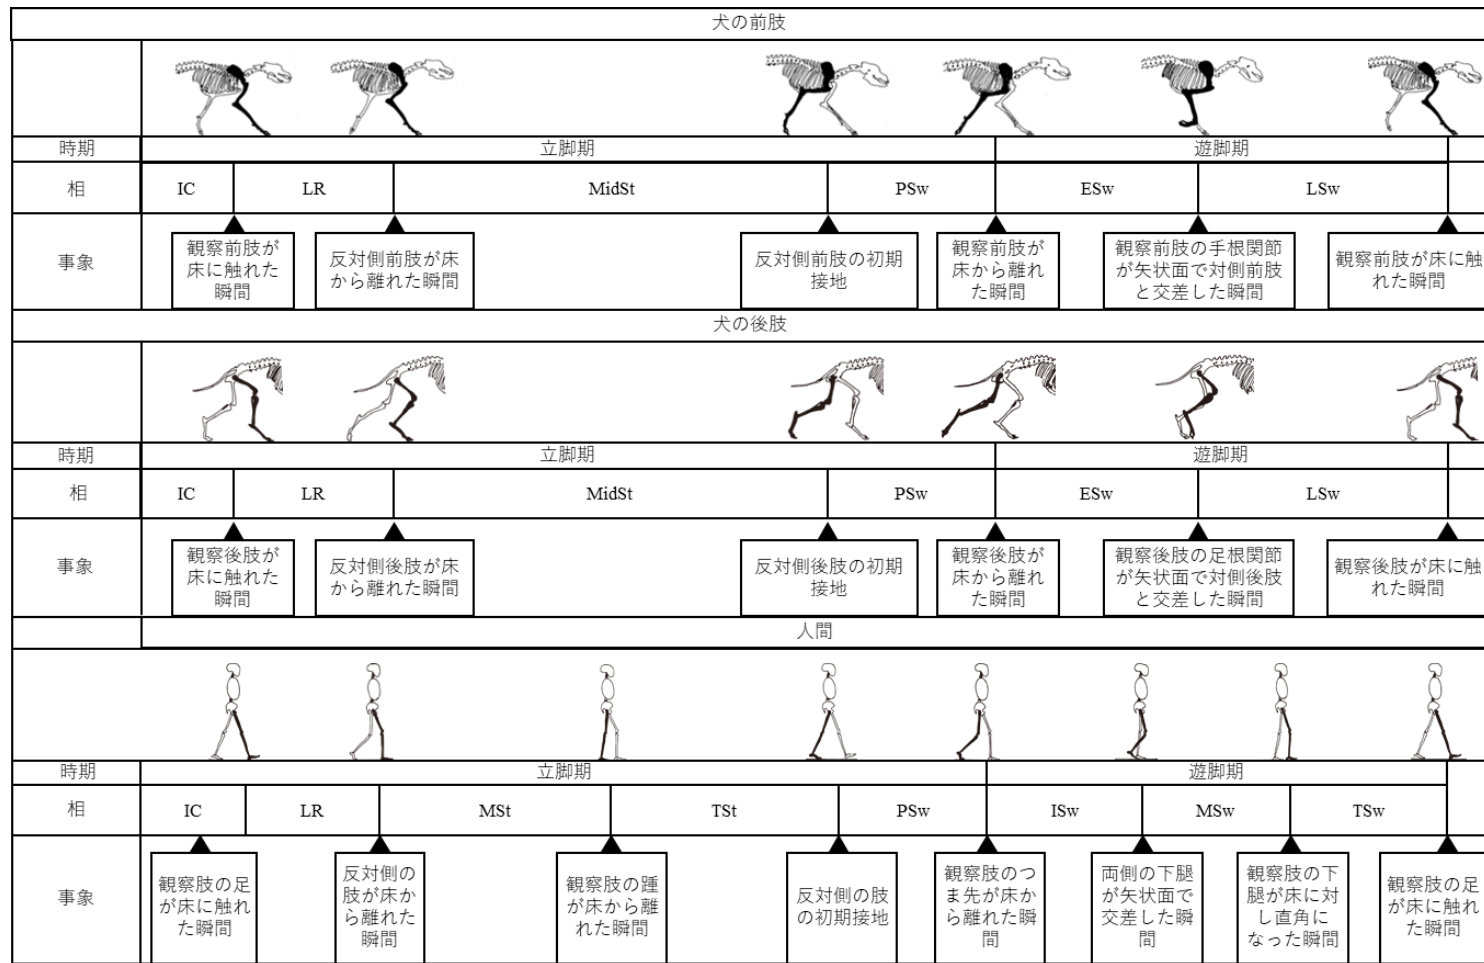 犬の前肢
時期
立脚期
遊脚期
相
IC
LR
MidSt
PSw
ESw
LSw
事象
観察前肢が
床に触れた
瞬間
反対側前肢が床
から離れた瞬間
反対側前肢の初期
接地
観察前肢が
床から離れ
た瞬間
観察前肢の手根関節
が矢状面で対側前肢
と交差した瞬間
観察前肢が床に触
れた瞬間
犬の後肢
時期
立脚期
遊脚期
相
IC
LR
MidSt
PSw
ESw
LSw
事象
観察後肢が
床に触れた
瞬間
反対側後肢が床
から離れた瞬間
反対側後肢の初期
接地
観察後肢が
床から離れ
た瞬間
観察後肢の足根関節
が矢状面で対側後肢
と交差した瞬間
観察後肢が床に触
れた瞬間
人間
時期
立脚期
遊脚期
相
IC
LR
MSt
TSt
PSw
ISw
MSw
TSw
事象
観察肢の足
が床に触れ
た瞬間
反対側の
肢が床か
ら離れた
瞬間
観察肢の踵
が床から離
れた瞬間
反対側の肢
の初期接地
観察肢のつ
ま先が床か
ら離れた瞬
間
両側の下腿
が矢状面で
交差した瞬
間
観察肢の下
腿が床に対
し直角に
なった瞬間
観察肢の足
が床に触れ
た瞬間